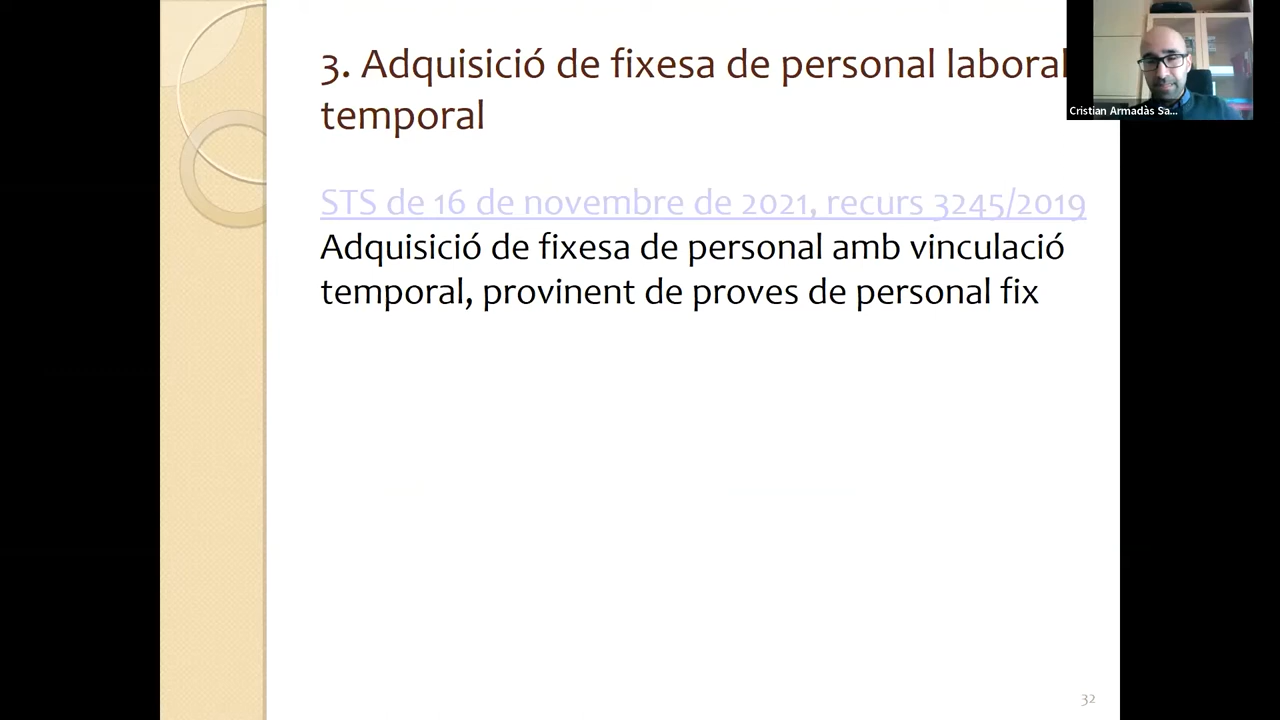 3. Adquisició de fixesa de personal laboral
temporal
STS de 16 de novembre de 2021, recurs 3245/2019
Adquisició de fixesa de personal amb vinculació
temporal, provinent de proves de personal fix
Cristian Armadàs Sa...
32